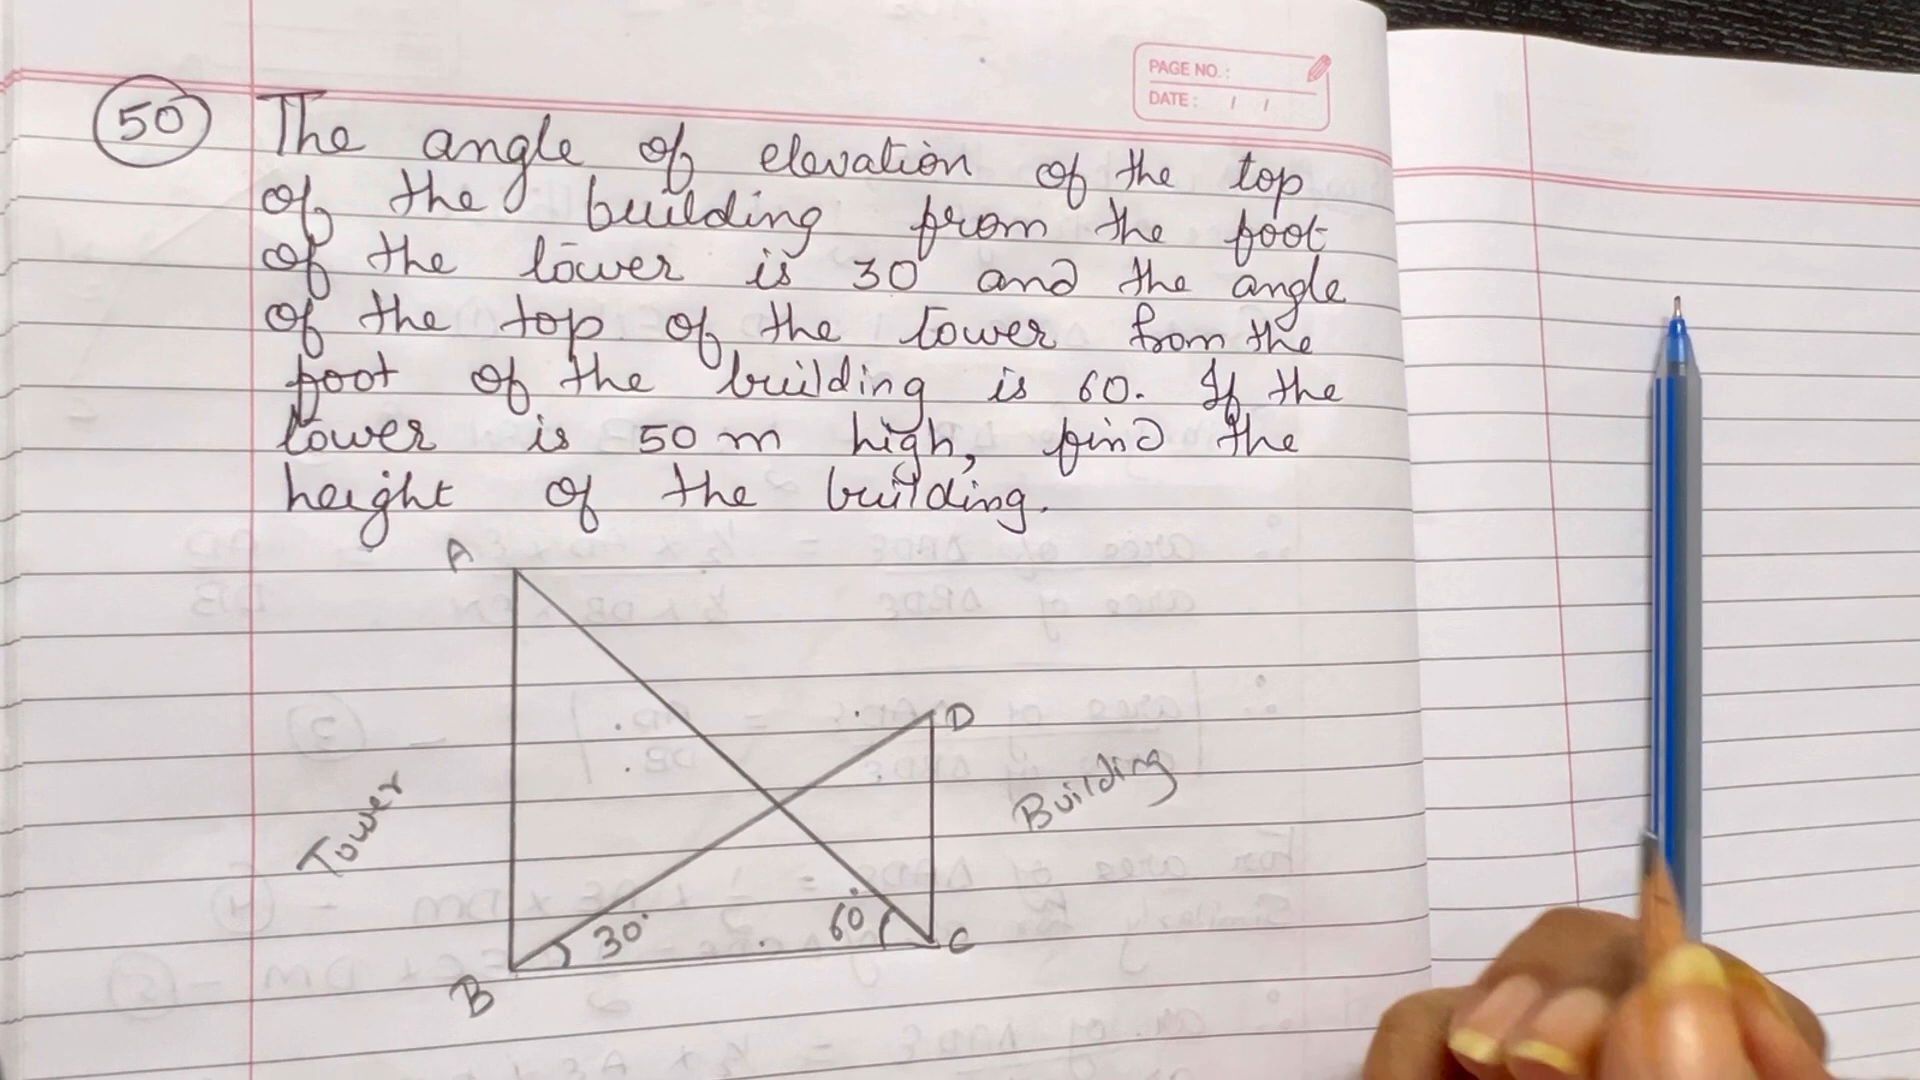 PAGE NO. :
DATE : / /
50 The angle of elevation of the top
of the building from the foot
of the tower is 30 and the angle
of the top of the tower from the
foot of the building is 60. If the
tower is 50 m high, find the
height of the building.
A
D
Tower
Building
30°
60°
B
C